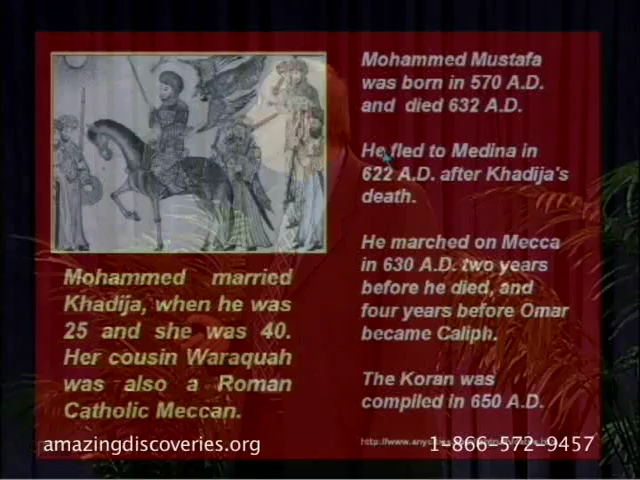 Mohammed married
Khadija, when he was
25 and she was 40.
Her cousin Waraquah
was also a Roman
Catholic Meccan.
Mohammed Mustafa
was born in 570 A.D.
and died 632 A.D.
He fled to Medina in
622 A.D. after Khadija's
death.
He marched on Mecca
in 630 A.D. two years
before he died, and
four years before Omar
became Caliph.
The Koran was
compiled in 650 A.D.
amazingdiscoveries.org
1-866-572-9457